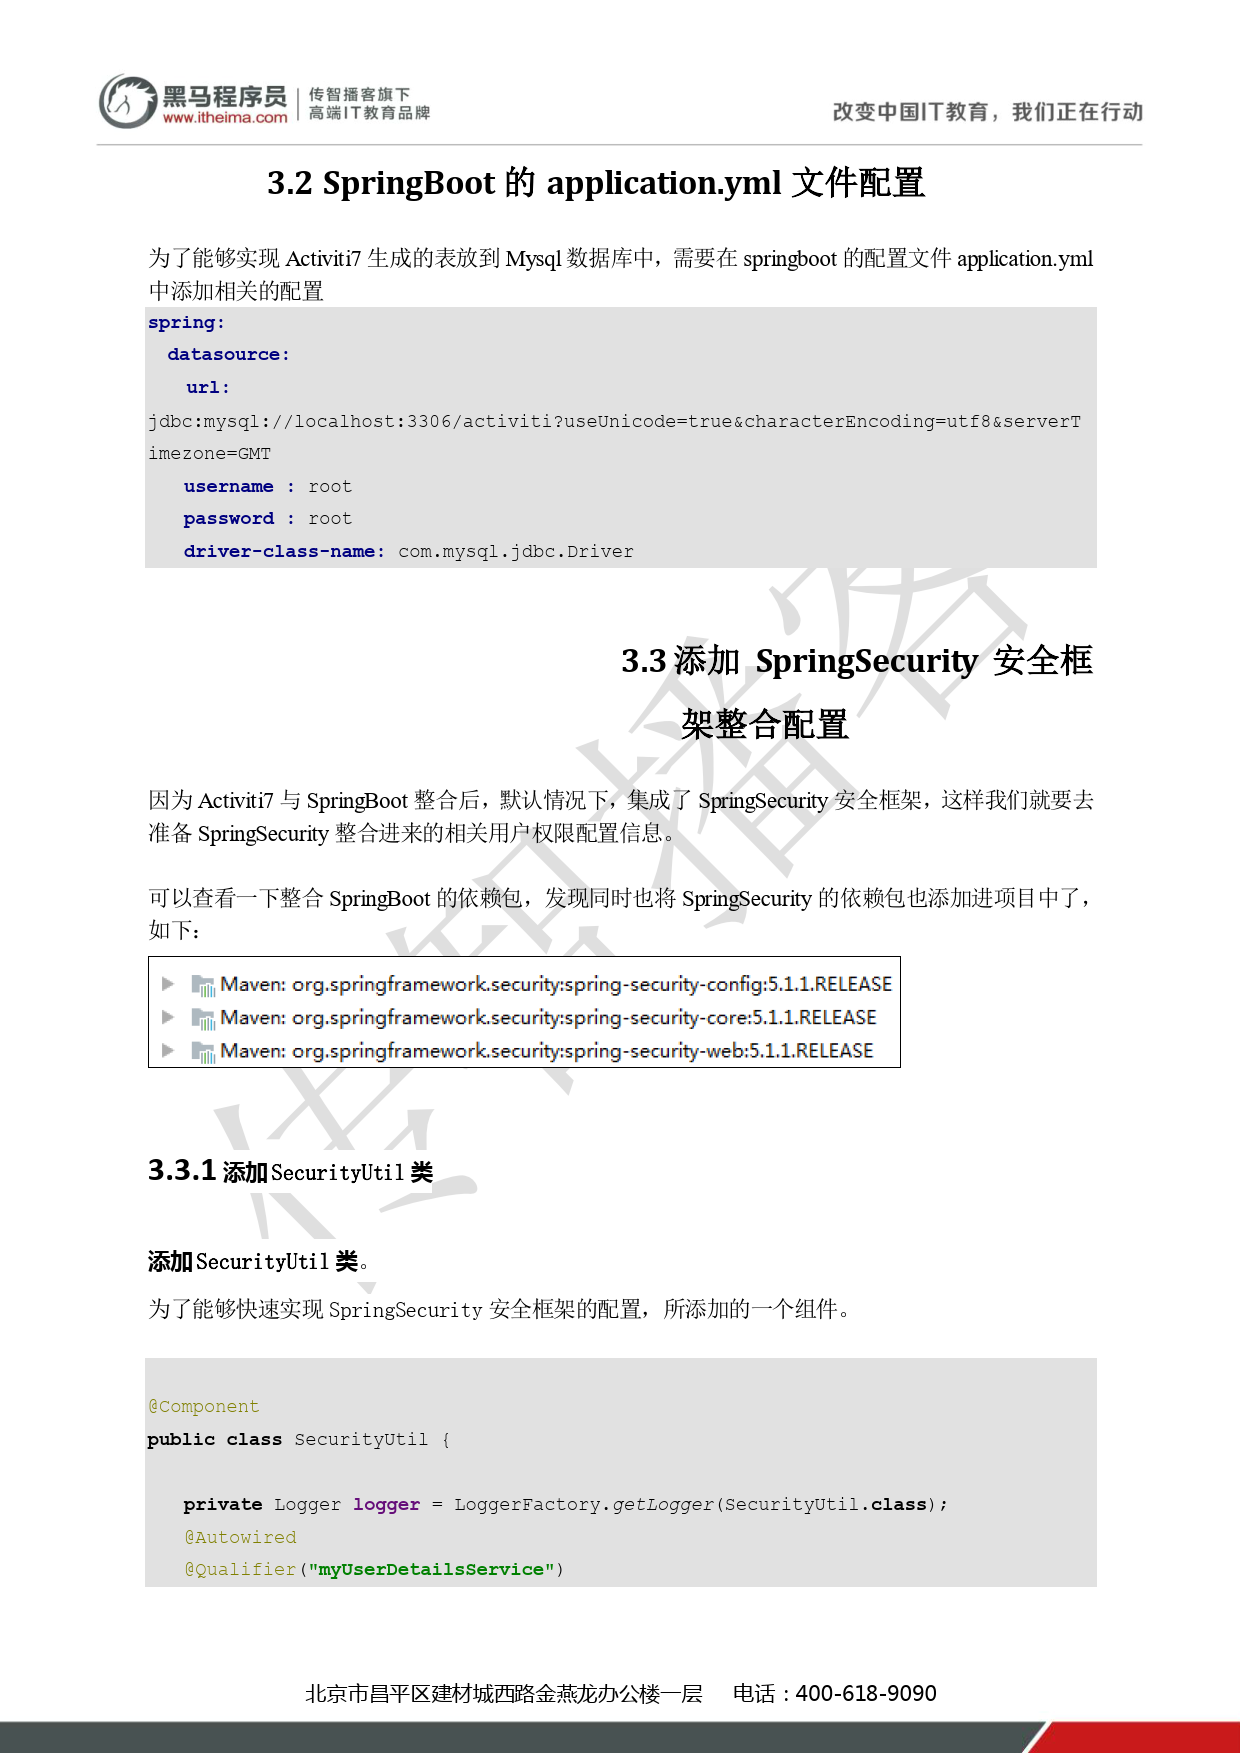 黑马程序员
www.itheima.com
传智播客旗下
高端IT教育品牌
改变中国IT教育，我们正在行动
3.2 SpringBoot 的 application.yml 文件配置
为了能够实现 Activiti7 生成的表放到 Mysql 数据库中，需要在 springboot 的配置文件 application.yml
中添加相关的配置
spring:
datasource:
url:
jdbc:mysql://localhost:3306/activiti?useUnicode=true&characterEncoding=utf8&serverT
imezone=GMT
username : root
password : root
driver-class-name: com.mysql.jdbc.Driver
3.3 添加 SpringSecurity 安全框
架整合配置
因为 Activiti7 与 SpringBoot 整合后，默认情况下，集成了 SpringSecurity 安全框架，这样我们就要去
准备 SpringSecurity 整合进来的相关用户权限配置信息。
可以查看一下整合 SpringBoot 的依赖包，发现同时也将 SpringSecurity 的依赖包也添加进项目中了，
如下：
Maven: org.springframework.security:spring-security-config:5.1.1.RELEASE
Maven: org.springframework.security:spring-security-core:5.1.1.RELEASE
Maven: org.springframework.security:spring-security-web:5.1.1.RELEASE
3.3.1 添加 SecurityUtil 类
添加 SecurityUtil 类。
为了能够快速实现 SpringSecurity 安全框架的配置，所添加的一个组件。
@Component
public class SecurityUtil {
private Logger logger = LoggerFactory.getLogger(SecurityUtil.class);
@Autowired
@Qualifier("myUserDetailsService")
北京市昌平区建材城西路金燕龙办公楼一层 电话：400-618-9090
传智播客